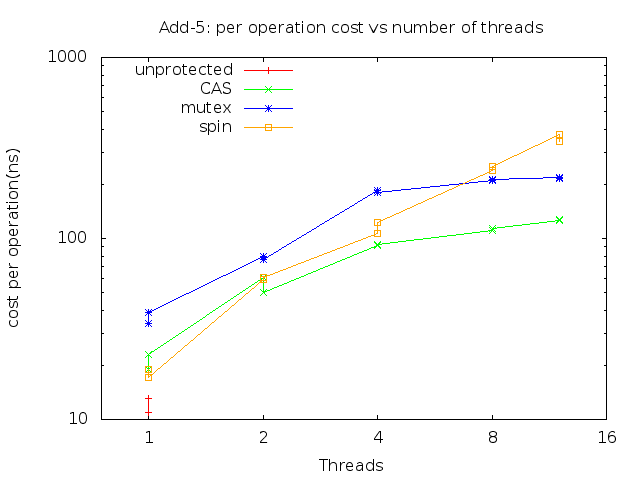 Add-5: per operation cost vs number of threads
1000
100
10
cost per operation(ns)
unprotected
CAS
mutex
spin
1 2 4 8 16
Threads